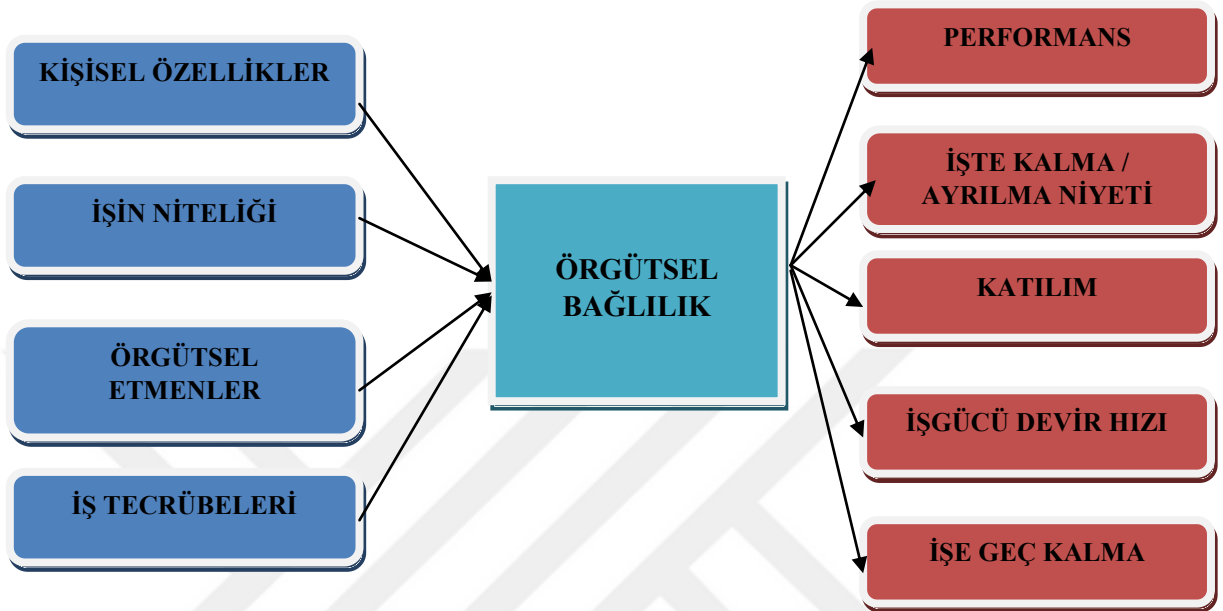 KİŞİSEL ÖZELLİKLER
İŞİN NİTELİĞİ
ÖRGÜTSEL
ETMENLER
İŞ TECRÜBELERİ
ÖRGÜTSEL
BAĞLILIK
PERFORMANS
İŞTE KALMA /
AYRILMA NİYETİ
KATILIM
İŞGÜCÜ DEVİR HIZI
İŞE GEÇ KALMA